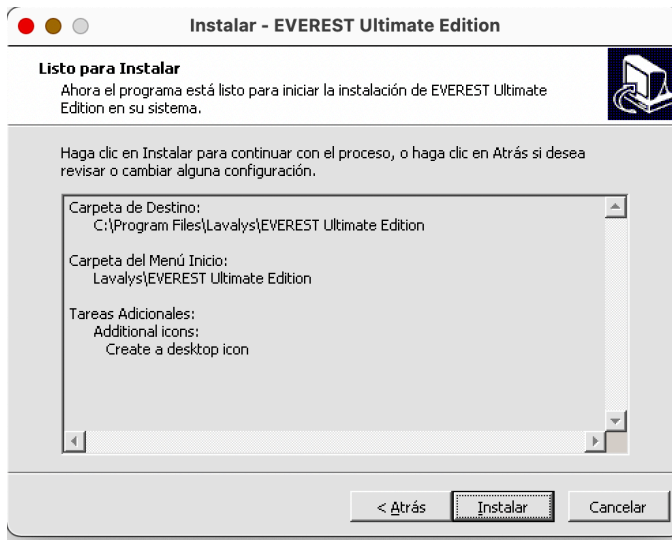 Instalar - EVEREST Ultimate Edition
Listo para Instalar
Ahora el programa está listo para iniciar la instalación de EVEREST Ultimate
Edition en su sistema.
Haga clic en Instalar para continuar con el proceso, o haga clic en Atrás si desea
revisar o cambiar alguna configuración.
Carpeta de Destino:
C:\Program Files\Lavalys\EVEREST Ultimate Edition
Carpeta del Menú Inicio:
Lavalys\EVEREST Ultimate Edition
Tareas Adicionales:
Additional icons:
Create a desktop icon
< Atrás
Instalar
Cancelar